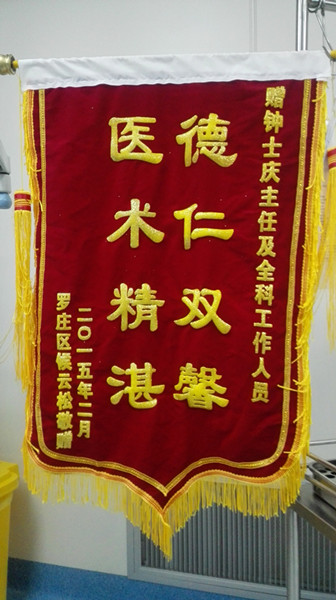 赠钟士庆主任及全科工作人员
德仁双馨
医术精湛
二〇一五年二月
罗庄区候云松敬赠